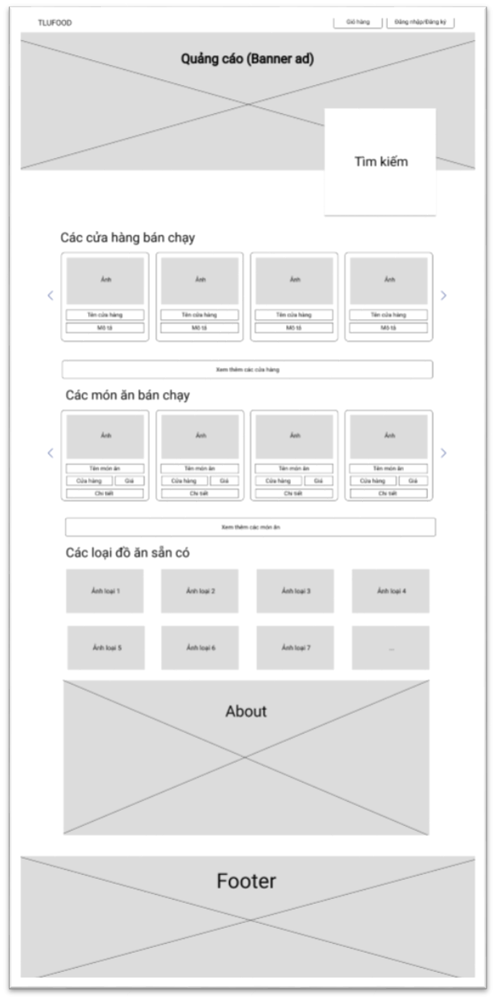 TLUFOOD
Giỏ hàng
Đăng nhập/Đăng ký
Quảng cáo (Banner ad)
Tìm kiếm
Các cửa hàng bán chạy
Ảnh Ảnh Ảnh Ảnh
Tên cửa hàng Tên cửa hàng Tên cửa hàng Tên cửa hàng
Mô tả Mô tả Mô tả Mô tả
Xem thêm các cửa hàng
Các món ăn bán chạy
Ảnh Ảnh Ảnh Ảnh
Tên món ăn Tên món ăn Tên món ăn Tên món ăn
Cửa hàng Giá Cửa hàng Giá Cửa hàng Giá Cửa hàng Giá
Chi tiết Chi tiết Chi tiết Chi tiết
Xem thêm các món ăn
Các loại đồ ăn sẵn có
Ảnh loại 1 Ảnh loại 2 Ảnh loại 3 Ảnh loại 4
Ảnh loại 5 Ảnh loại 6 Ảnh loại 7 ...
About
Footer